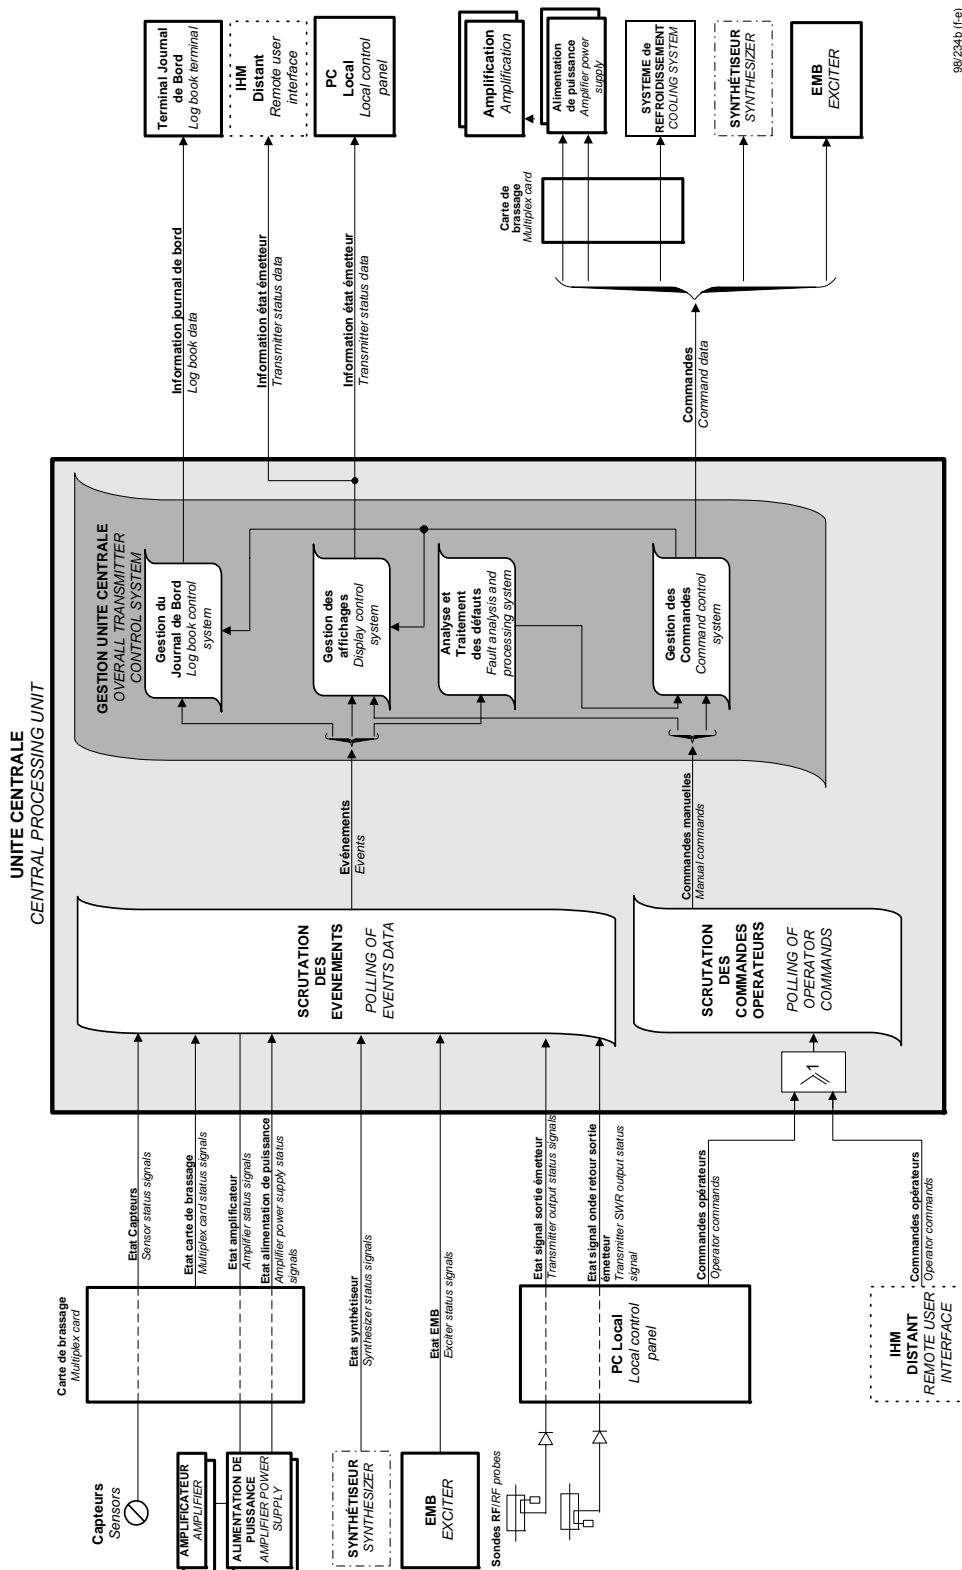 UNITE CENTRALE
CENTRAL PROCESSING UNIT
Capteurs
Sensors
AMPLIFICATEUR
AMPLIFIER
ALIMENTATION DE
PUISSANCE
AMPLIFIER POWER
SUPPLY
SYNTHÉTISEUR
SYNTHESIZER
EMB
EXCITER
Sondes RF/RF probes
Carte de brassage
Multiplex card
PC Local
Local control
panel
IHM
DISTANT
REMOTE USER
INTERFACE
Etat Capteurs
Sensor status signals
Etat carte de brassage
Multiplex card status signals
Etat amplificateur
Amplifier status signals
Etat alimentation de puissance
Amplifier power supply status
signals
Etat synthétiseur
Synthesizer status signals
Etat EMB
Exciter status signals
Etat signal sortie émetteur
Transmitter output status signals
Etat signal onde retour sortie
émetteur
Transmitter SWR output status
signal
Commandes opérateurs
Operator commands
Commandes opérateurs
Operator commands
⩾1
SCRUTATION
DES
EVENEMENTS
POLLING OF
EVENTS DATA
SCRUTATION
DES
COMMANDES
OPERATEURS
POLLING OF
OPERATOR
COMMANDS
Evénements
Events
Commandes manuelles
Manual commands
GESTION UNITE CENTRALE
OVERALL TRANSMITTER
CONTROL SYSTEM
Gestion du
Journal de Bord
Log book control
system
Gestion des
affichages
Display control
system
Analyse et
Traitement
des défauts
Fault analysis and
processing system
Gestion des
Commandes
Command control
system
Information journal de bord
Log book data
Information état émetteur
Transmitter status data
Information état émetteur
Transmitter status data
Commandes
Command data
Terminal Journal
de Bord
Log book terminal
IHM
Distant
Remote user
interface
PC
Local
Local control
panel
Carte de
brassage
Multiplex card
Amplification
Amplification
Alimentation
de puissance
Amplifier power
supply
SYSTEME de
REFROIDISSEMENT
COOLING SYSTEM
SYNTHÉTISEUR
SYNTHESIZER
EMB
EXCITER
98/234b (f-e)